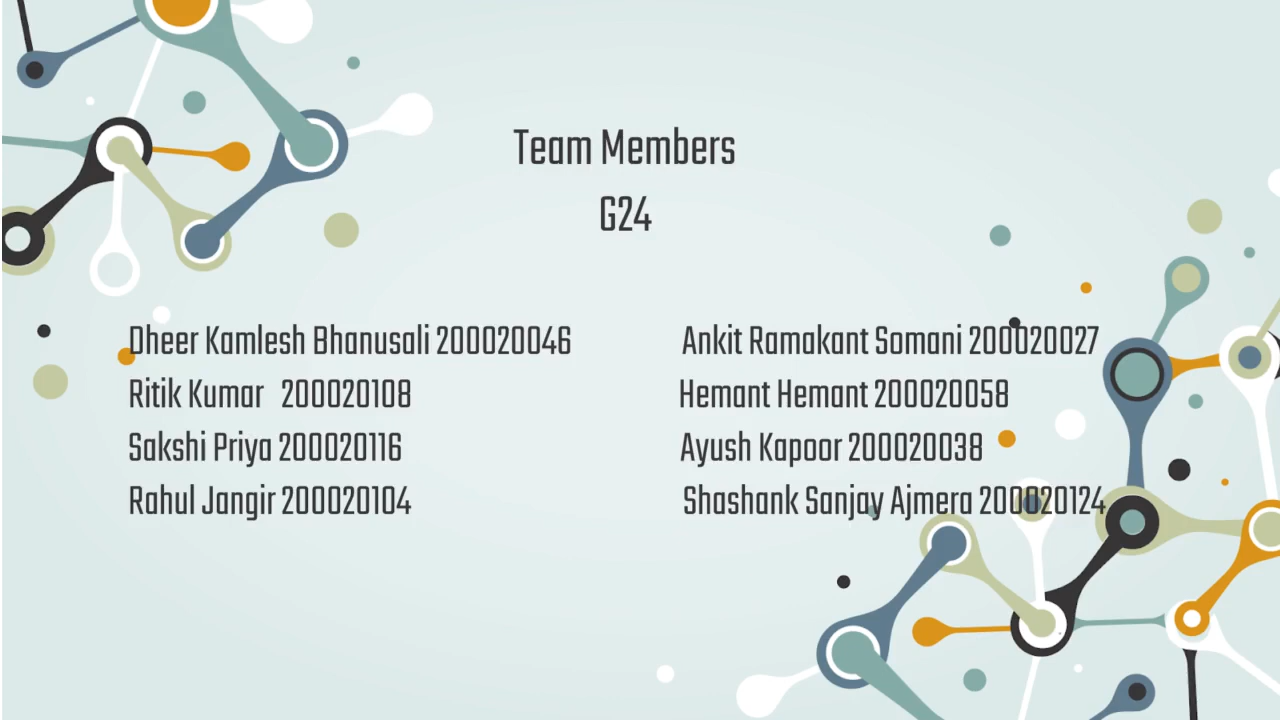 Team Members
G24
Dheer Kamlesh Bhanusali 200020046
Ritik Kumar 200020108
Sakshi Priya 200020116
Rahul Jangir 200020104
Ankit Ramakant Somani 200020027
Hemant Hemant 200020058
Ayush Kapoor 200020038
Shashank Sanjay Ajmera 200020124